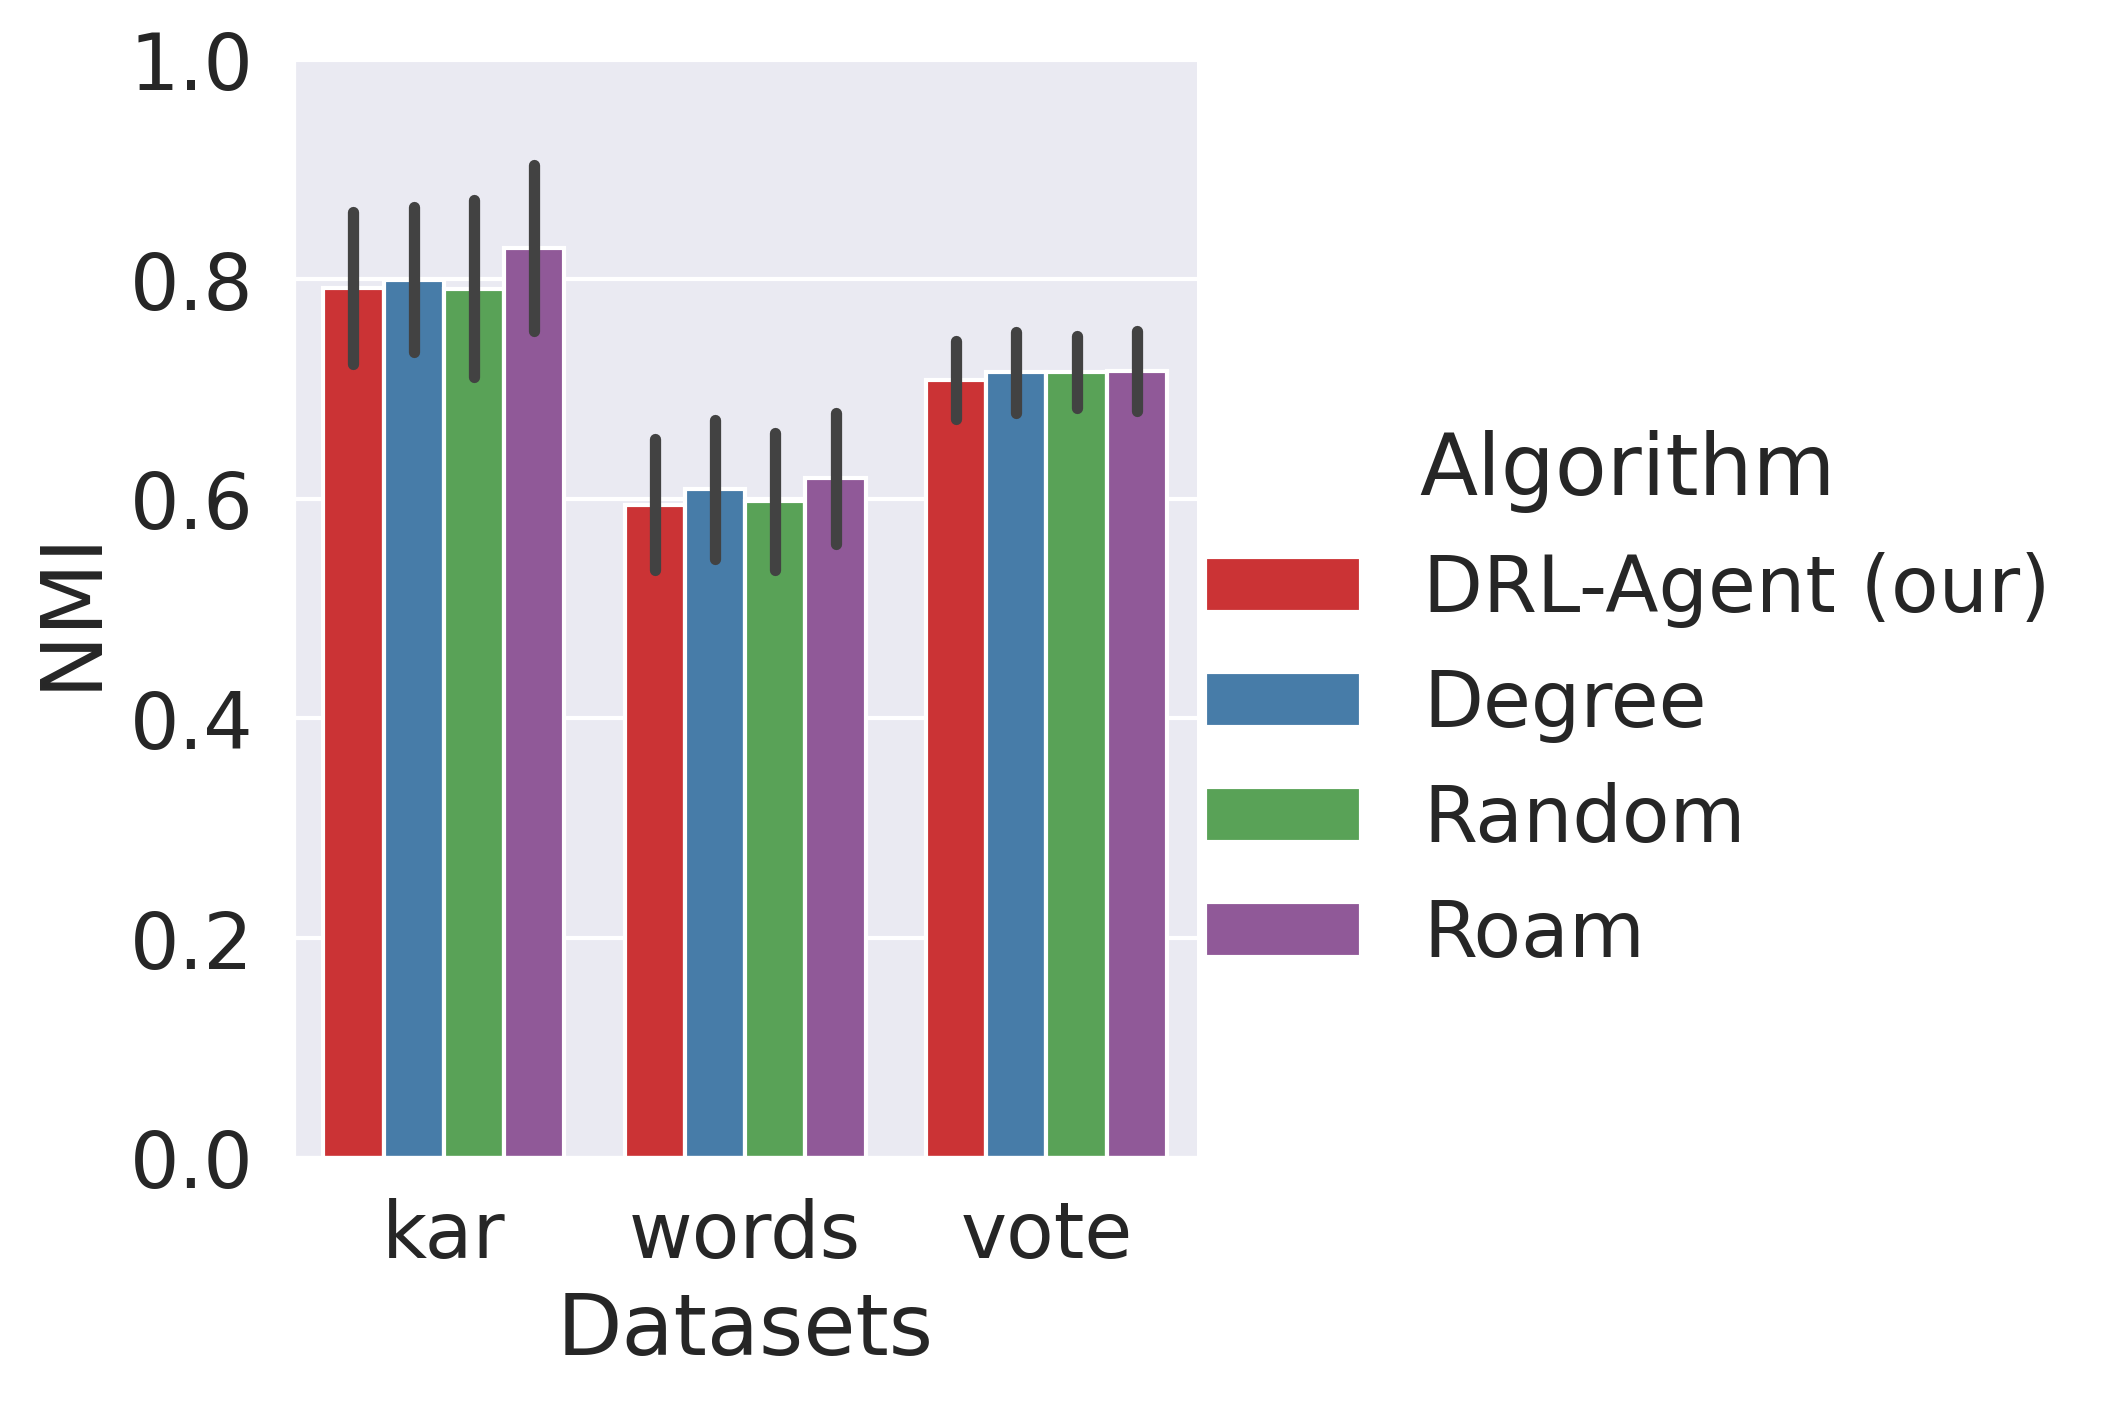 1.0
0.8
0.6
0.4
0.2
0.0
NMI
kar words vote
Datasets
Algorithm
DRL-Agent (our)
Degree
Random
Roam